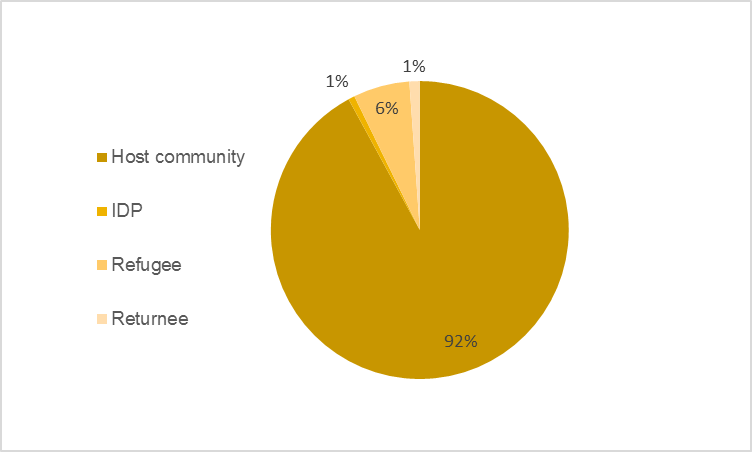 1%
1%
6%
Host community
IDP
Refugee
Returnee
92%